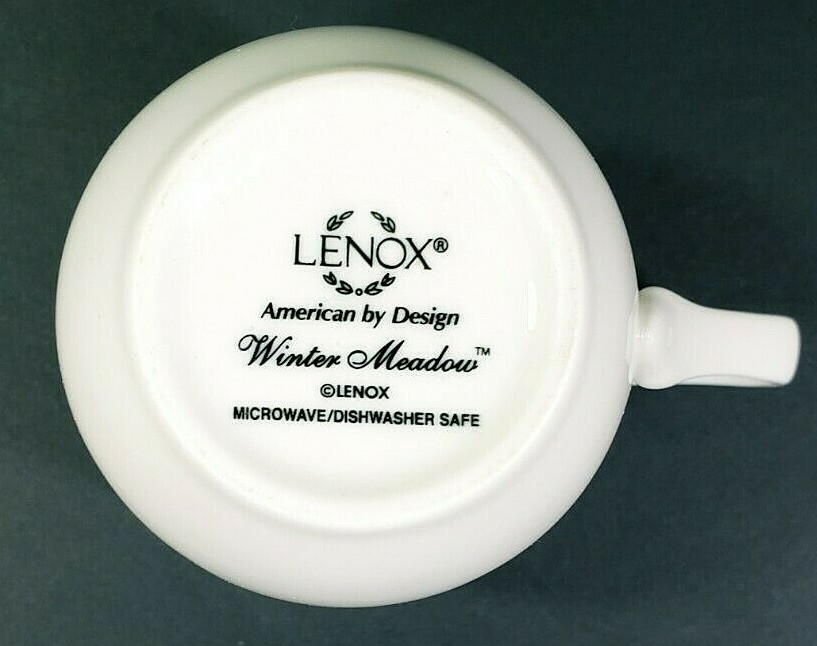 LENOX®
American by Design
Winter Meadow™
©LENOX
MICROWAVE/DISHWASHER SAFE